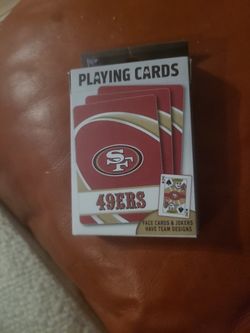 PLAYING CARDS
SF
49ERS
FACE CARDS & JOKERS
HAVE TEAM DESIGNS